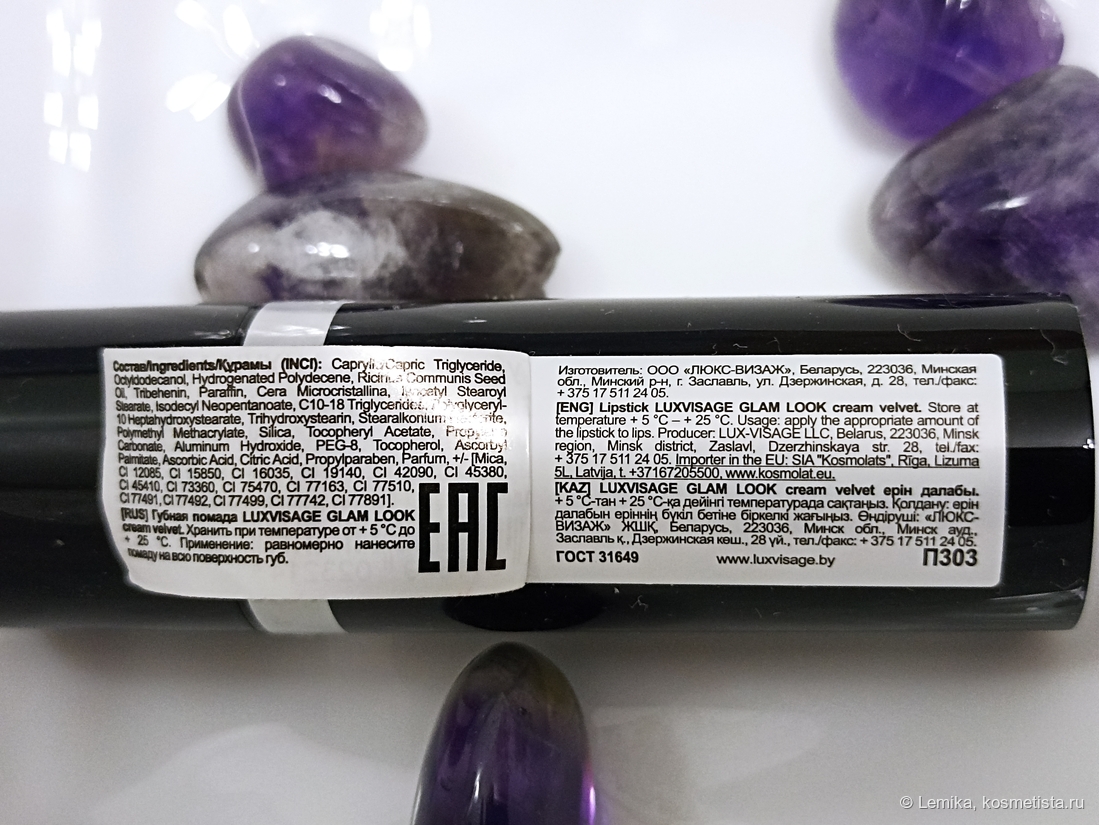 Состав/Ingredients/Құрамы (INCI): Caprylic/Capric Triglyceride,
Octyldodecanol, Hydrogenated Polydecene, Ricinus Communis Seed
Oil, Tribehenin, Paraffin, Cera Microcristallina, Isocetyl Stearoyl
Stearate, Isodecyl Neopentanoate, C10-18 Triglycerides, Polyglyceryl-
10 Heptahydroxystearate, Trihydroxystearin, Stearalkonium
Polymethyl Methacrylate, Silica, Tocopheryl Acetate, Propylene
Carbonate, Aluminum Hydroxide, PEG-8, Tocopherol, Ascorbyl
Palmitate, Ascorbic Acid, Citric Acid, Propylparaben, Parfum, +/- [Mica,
CI 12085, CI 15850, CI 16035, CI 19140, CI 42090, CI 45380,
CI 45410, CI 73360, CI 75470, CI 77163, CI 77510,
CI 77491, CI 77492, CI 77499, CI 77742, CI 77891].
[RUS] Губная помада LUXVISAGE GLAM LOOK
cream velvet. Хранить при температуре от + 5 °C до
+ 25 °C. Применение: равномерно нанесите
помаду на всю поверхность губ.
EAC
Изготовитель: ООО «ЛЮКС-ВИЗАЖ», Беларусь, 223036, Минская
обл., Минский р-н, г. Заславль, ул. Дзержинская, д. 28, тел./факс:
+ 375 17 511 24 05.
[ENG] Lipstick LUXVISAGE GLAM LOOK cream velvet. Store at
temperature + 5 °C – + 25 °C. Usage: apply the appropriate amount of
the lipstick to lips. Producer: LUX-VISAGE LLC, Belarus, 223036, Minsk
region, Minsk district, Zaslavl, Dzerzhinskaya str. 28, tel./fax:
+ 375 17 511 24 05. Importer in the EU: SIA "Kosmolats", Rīga, Lizuma
5L, Latvija, t. +37167205500, www.kosmolat.eu.
[KAZ] LUXVISAGE GLAM LOOK cream velvet ерін далабы.
+ 5 °C-тан + 25 °C-қа дейінгі температурада сақтаңыз. Қолдану: ерін
далабын еріннің бүкіл бетіне біркелкі жағыңыз. Өндіруші: «ЛЮКС-
ВИЗАЖ» ЖШҚ, Беларусь, 223036, Минск обл., Минск ауд.,
Заславль қ., Дзержинская көш., 28 үй., тел./факс: + 375 17 511 24 05.
ГОСТ 31649 www.luxvisage.by П303
© Lemika, kosmetista.ru